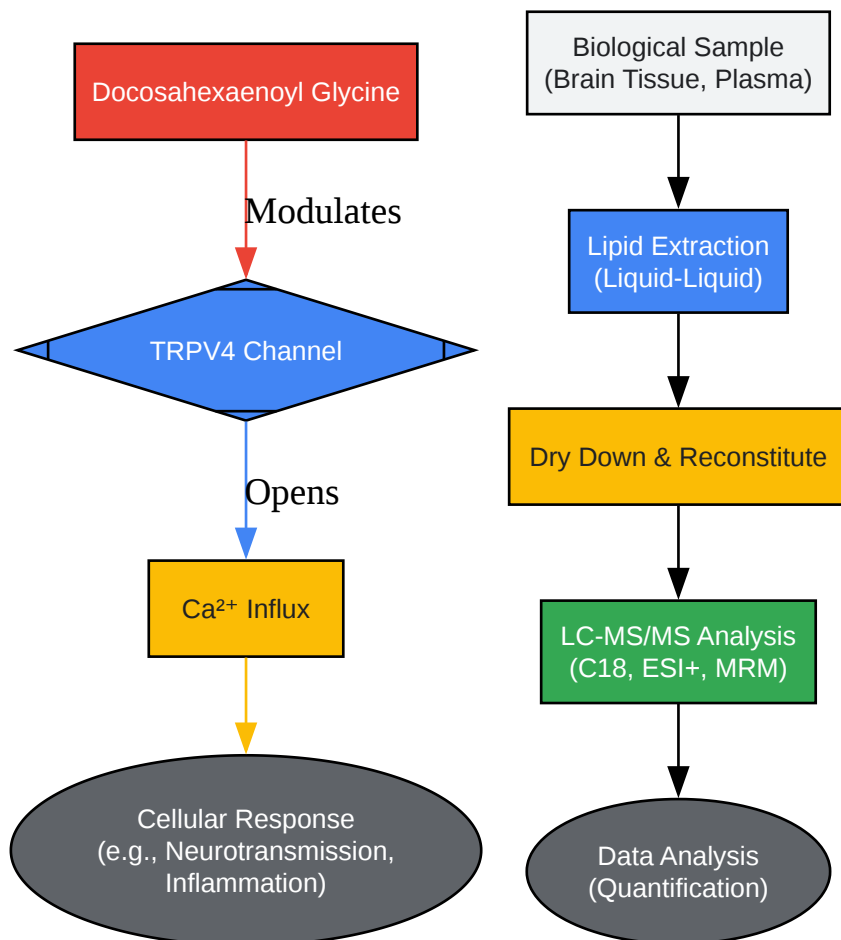 Docosahexaenoyl Glycine
Modulates
TRPV4 Channel
Opens
Ca²⁺ Influx
Cellular Response
(e.g., Neurotransmission,
Inflammation)
Biological Sample
(Brain Tissue, Plasma)
Lipid Extraction
(Liquid-Liquid)
Dry Down & Reconstitute
LC-MS/MS Analysis
(C18, ESI+, MRM)
Data Analysis
(Quantification)